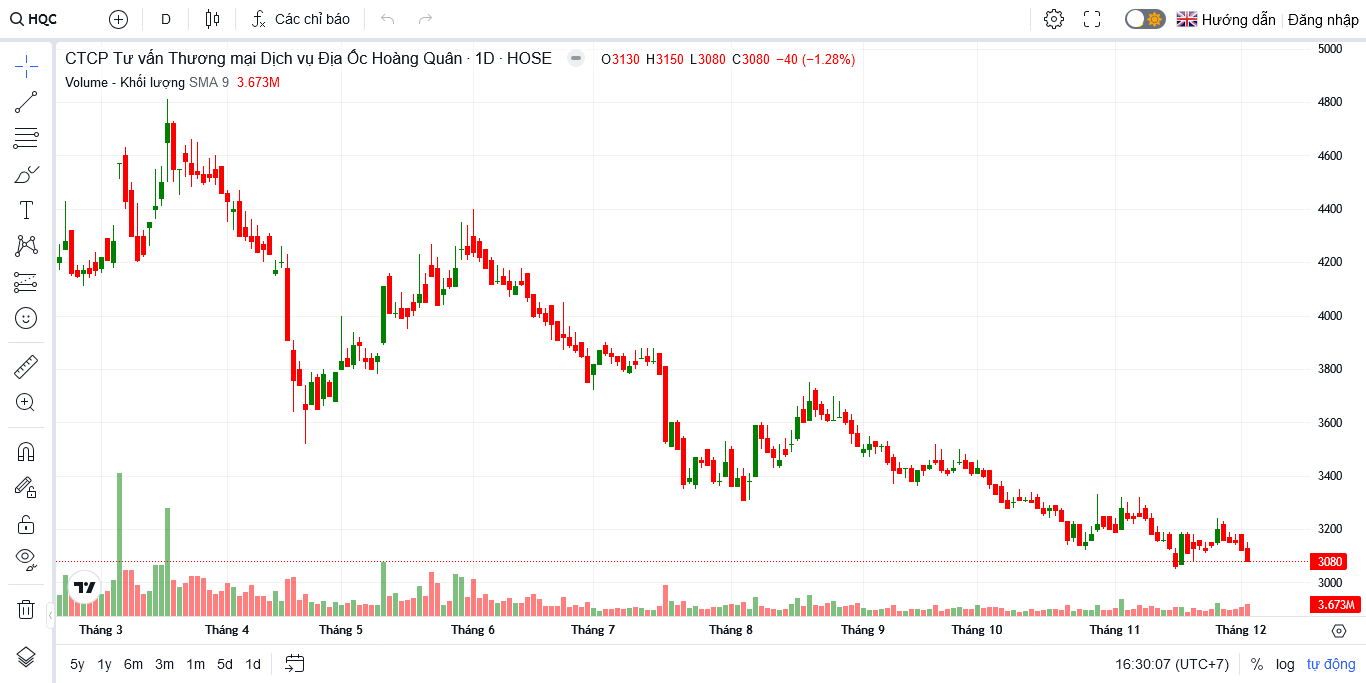 HQC D Các chỉ báo Hướng dẫn Đăng nhập
CTCP Tư vấn Thương mại Dịch vụ Địa Ốc Hoàng Quân · 1D · HOSE O3130 H3150 L3080 C3080 −40 (−1.28%)
Volume - Khối lượng SMA 9 3.673M
5000
4800
4600
4400
4200
4000
3800
3600
3400
3200
3080
3000
3.673M
Tháng 3 Tháng 4 Tháng 5 Tháng 6 Tháng 7 Tháng 8 Tháng 9 Tháng 10 Tháng 11 Tháng 12
5y 1y 6m 3m 1m 5d 1d 16:30:07 (UTC+7) % log tự động